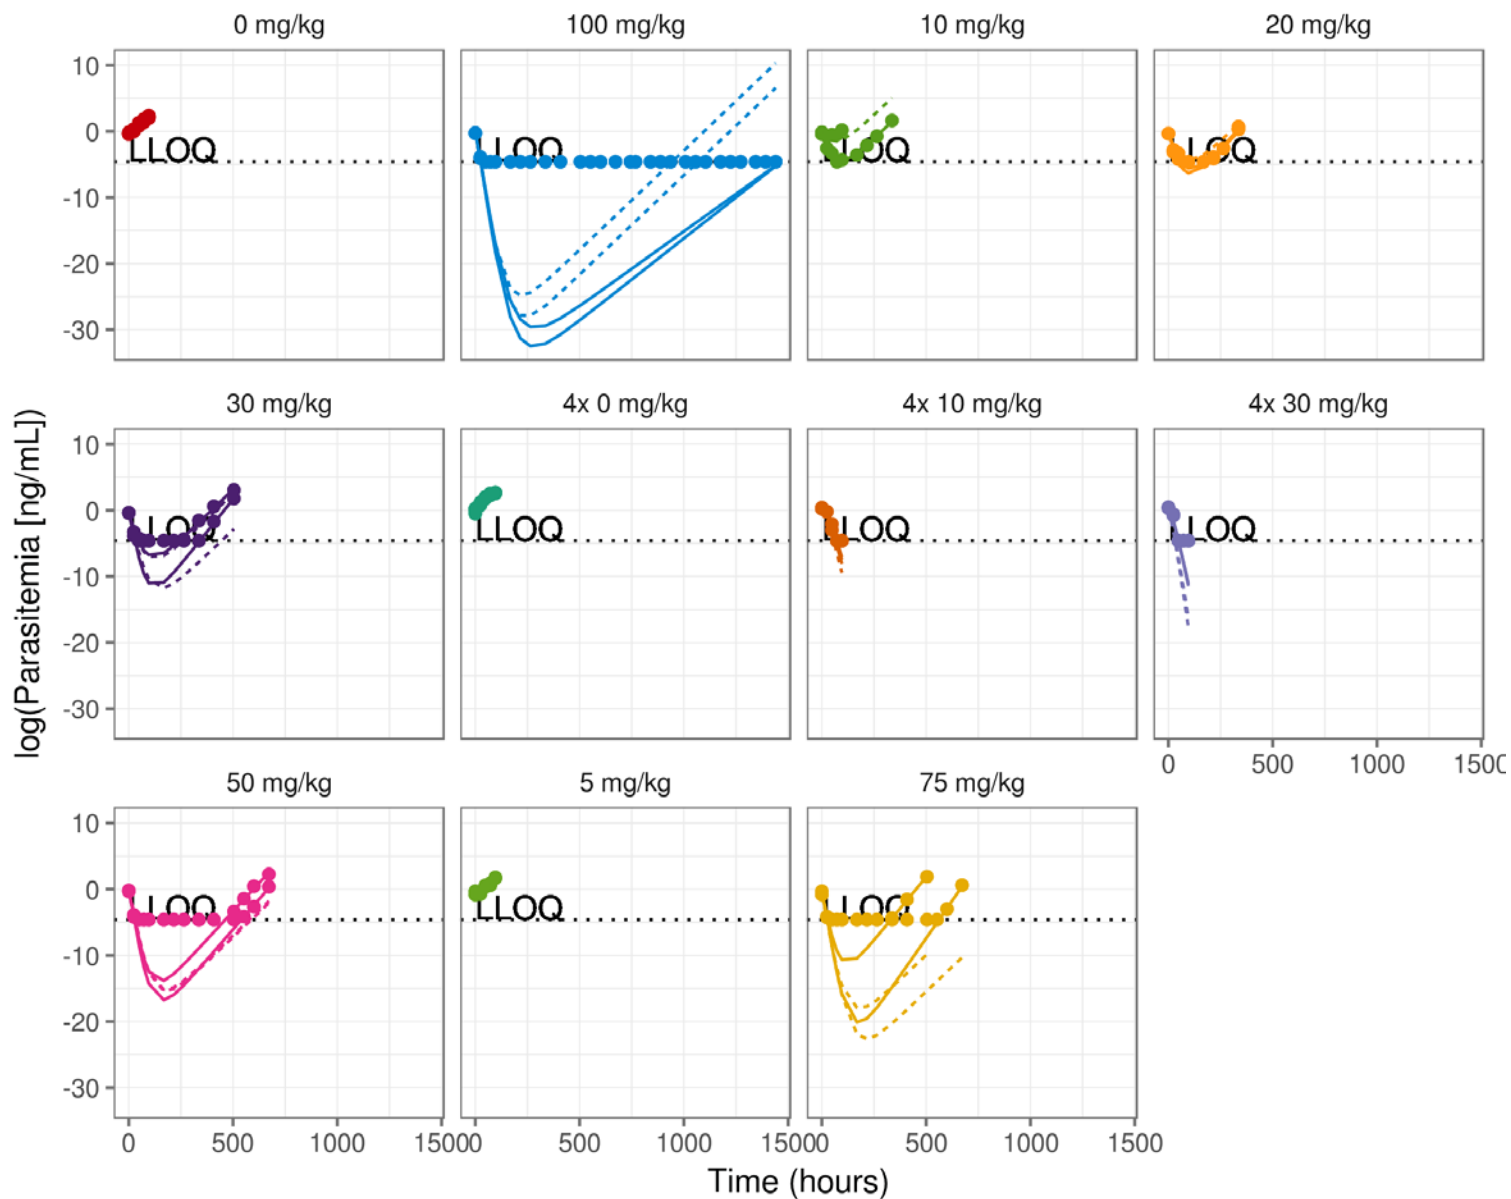 0 mg/kg
100 mg/kg
10 mg/kg
20 mg/kg
10
0
-10
-20
-30
LLOQ
LLOQ
LLOQ
LLOQ
30 mg/kg
4x 0 mg/kg
4x 10 mg/kg
4x 30 mg/kg
10
0
-10
-20
-30
LLOQ
LLOQ
LLOQ
LLOQ
0
500
1000
1500
log(Parasitemia [ng/mL])
50 mg/kg
5 mg/kg
75 mg/kg
10
0
-10
-20
-30
LLOQ
LLOQ
LLOQ
0
500
1000
1500
0
500
1000
1500
0
500
1000
1500
Time (hours)